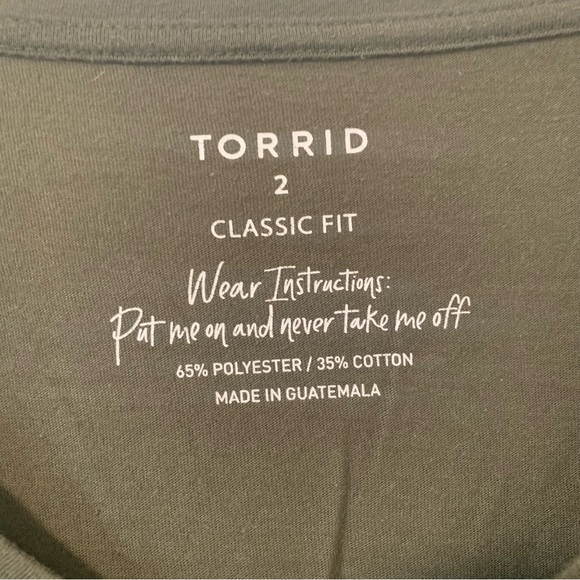 TORRID
2
CLASSIC FIT
Wear Instructions:
Put me on and never take me off
65% POLYESTER / 35% COTTON
MADE IN GUATEMALA